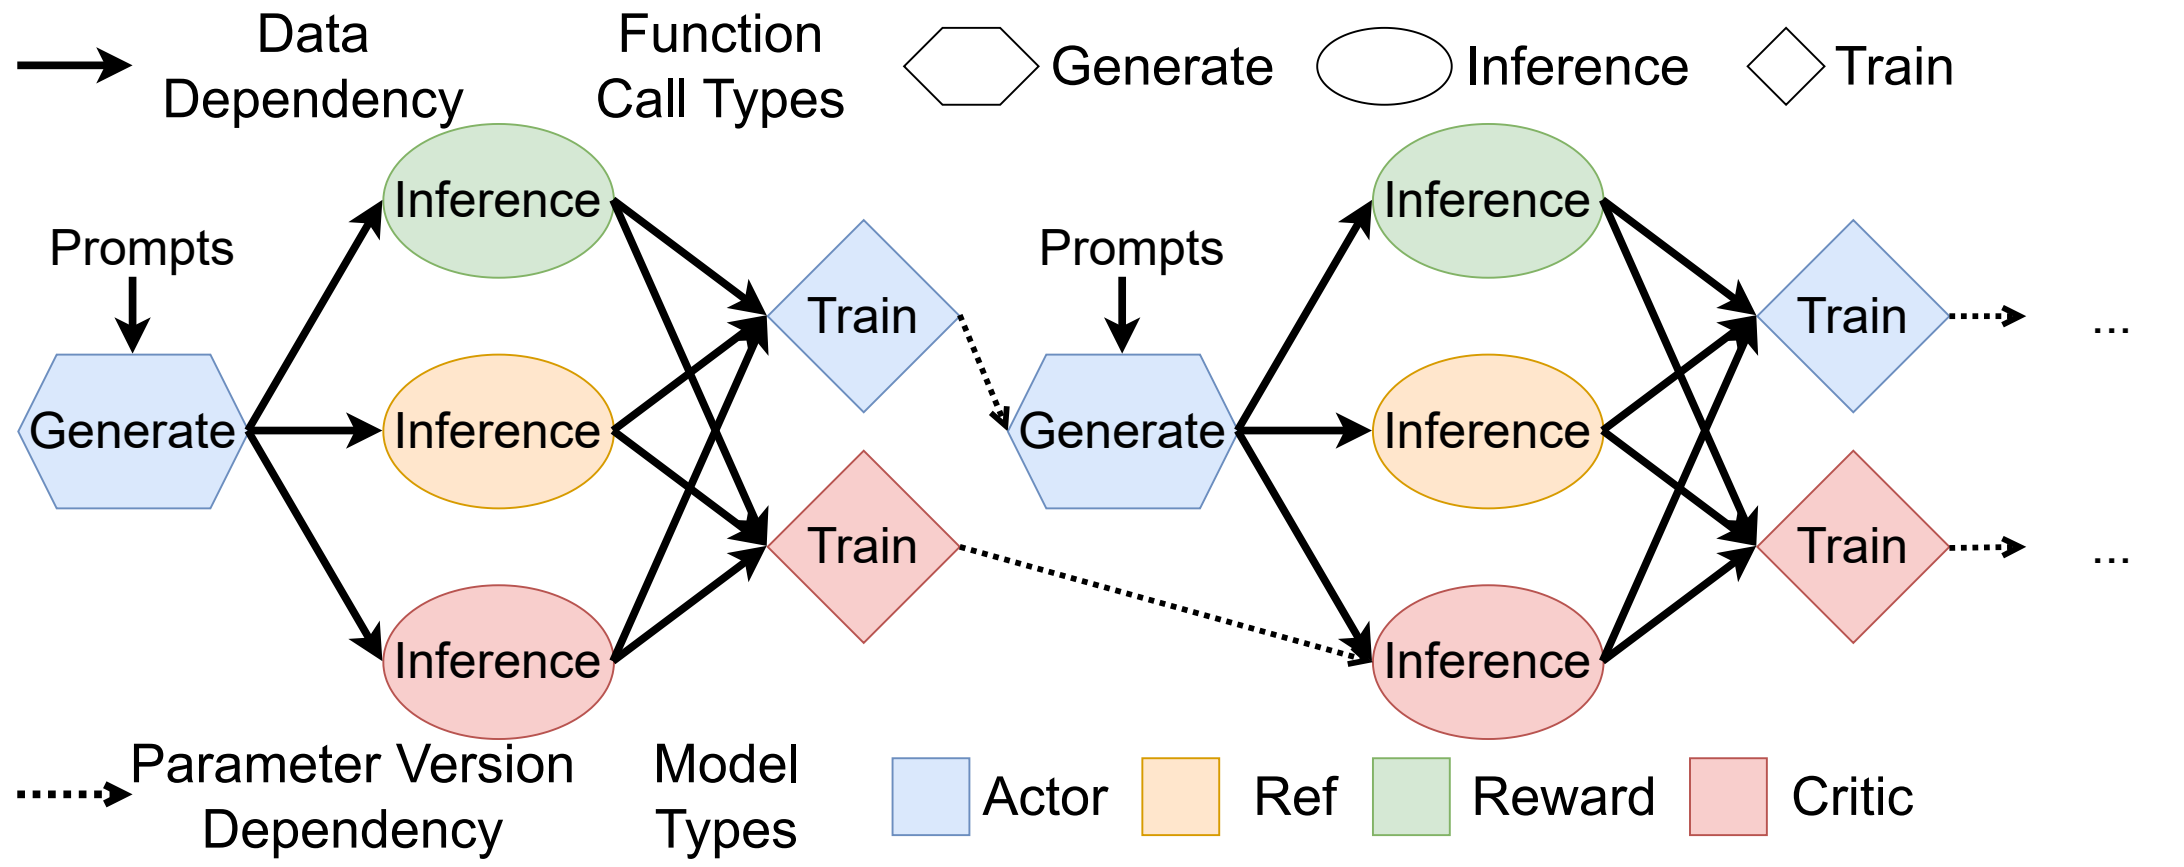 Data
Dependency
Function
Call Types
Generate
Inference
Train
Prompts
Generate
Inference
Inference
Inference
Train
Train
Prompts
Generate
Inference
Inference
Inference
Train
Train
...
...
Parameter Version
Dependency
Model
Types
Actor
Ref
Reward
Critic